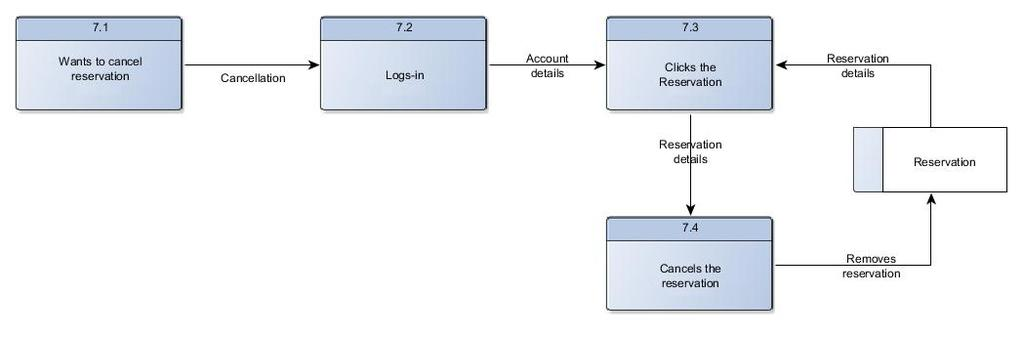 7.1
Wants to cancel
reservation
Cancellation
7.2
Logs-in
Account
details
7.3
Clicks the
Reservation
Reservation
details
Reservation
Reservation
details
7.4
Cancels the
reservation
Removes
reservation